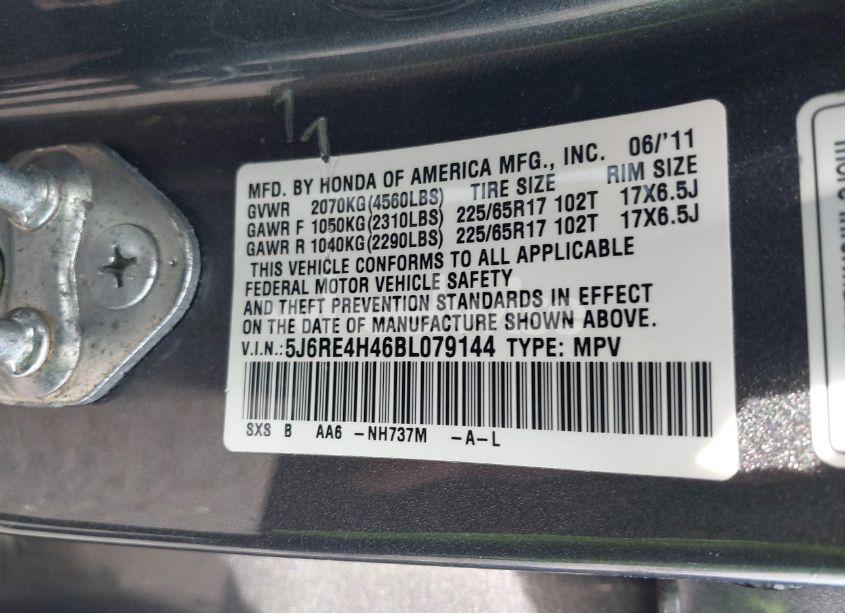 11
MFD. BY HONDA OF AMERICA MFG., INC. 06/'11
GVWR 2070KG(4560LBS) TIRE SIZE RIM SIZE
GAWR F 1050KG(2310LBS) 225/65R17 102T 17X6.5J
GAWR R 1040KG(2290LBS) 225/65R17 102T 17X6.5J
THIS VEHICLE CONFORMS TO ALL APPLICABLE
FEDERAL MOTOR VEHICLE SAFETY
AND THEFT PREVENTION STANDARDS IN EFFECT
ON THE DATE OF MANUFACTURE SHOWN ABOVE.
V.I.N.:5J6RE4H46BL079144 TYPE: MPV
SXS B AA6 -NH737M -A-L